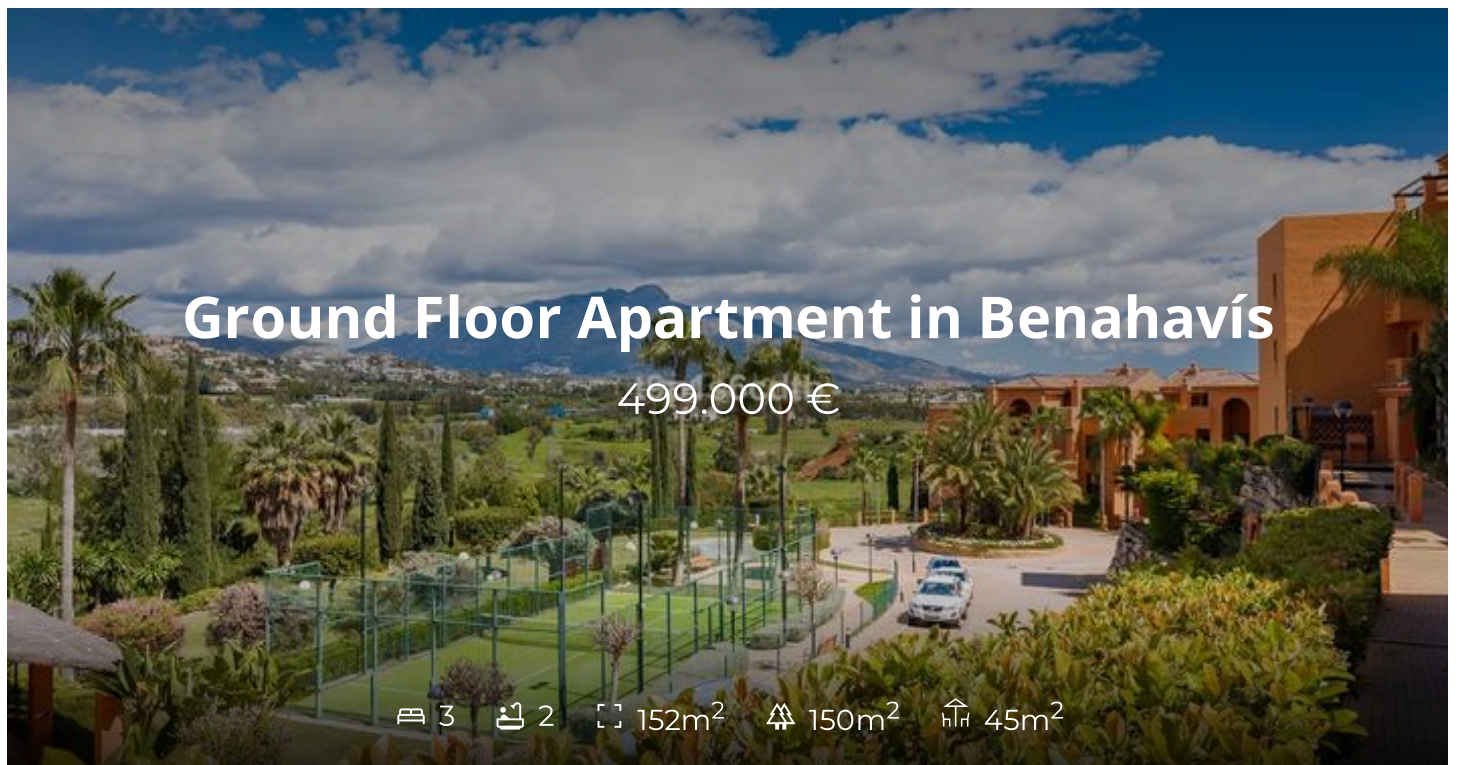 Ground Floor Apartment in Benahavís
499.000 €
3 2 152m² 150m² 45m²